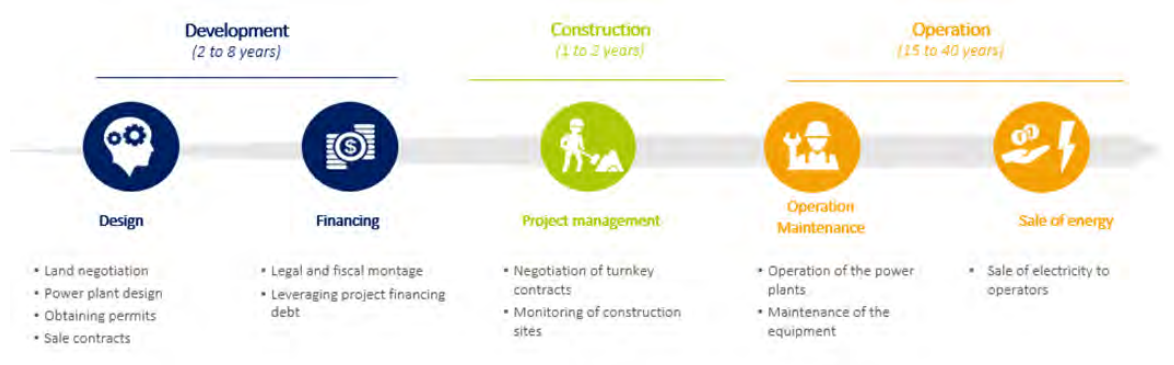 Development
(2 to 8 years)
Construction
(1 to 2 years)
Operation
(15 to 40 years)
Design
Financing
Project management
Operation
Maintenance
Sale of energy
▪ Land negotiation
▪ Power plant design
▪ Obtaining permits
▪ Sale contracts
▪ Legal and fiscal montage
▪ Leveraging project financing
debt
▪ Negotiation of turnkey
contracts
▪ Monitoring of construction
sites
▪ Operation of the power
plants
▪ Maintenance of the
equipment
▪ Sale of electricity to
operators